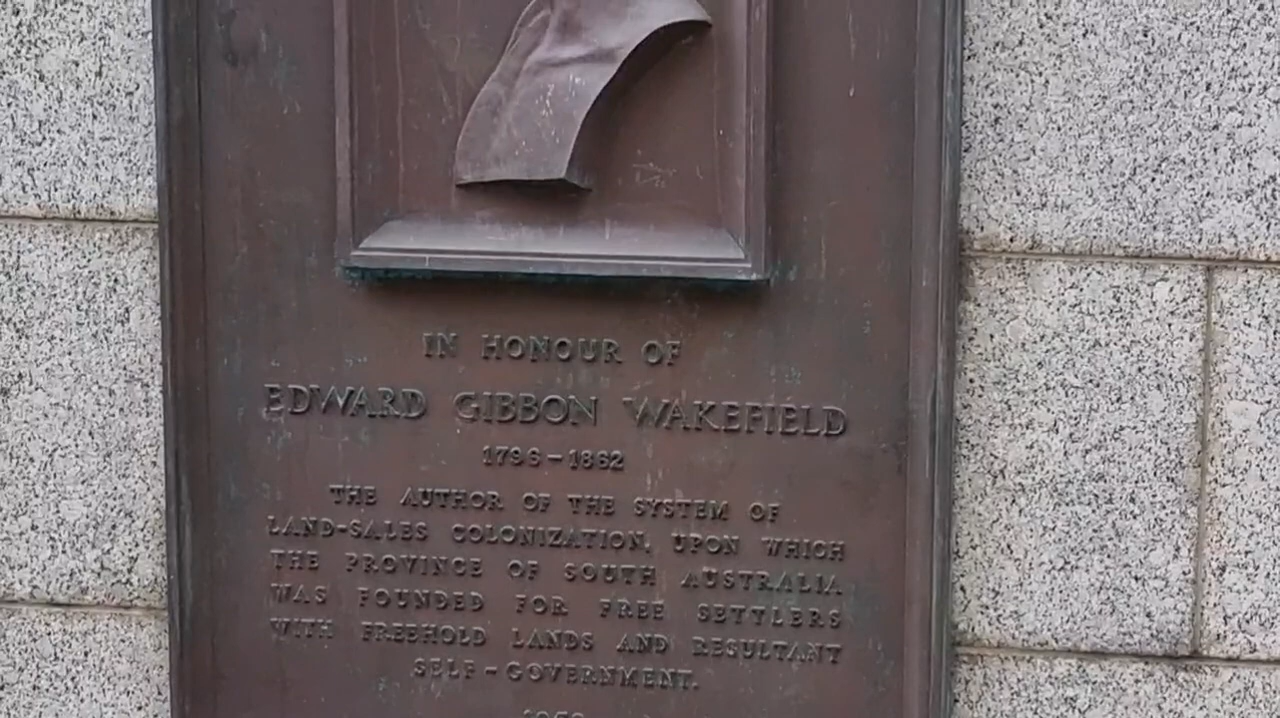 IN HONOUR OF
EDWARD GIBBON WAKEFIELD
1796-1862
THE AUTHOR OF THE SYSTEM OF
LAND-SALES COLONIZATION, UPON WHICH
THE PROVINCE OF SOUTH AUSTRALIA
WAS FOUNDED FOR FREE SETTLERS
WITH FREEHOLD LANDS AND RESULTANT
SELF-GOVERNMENT.